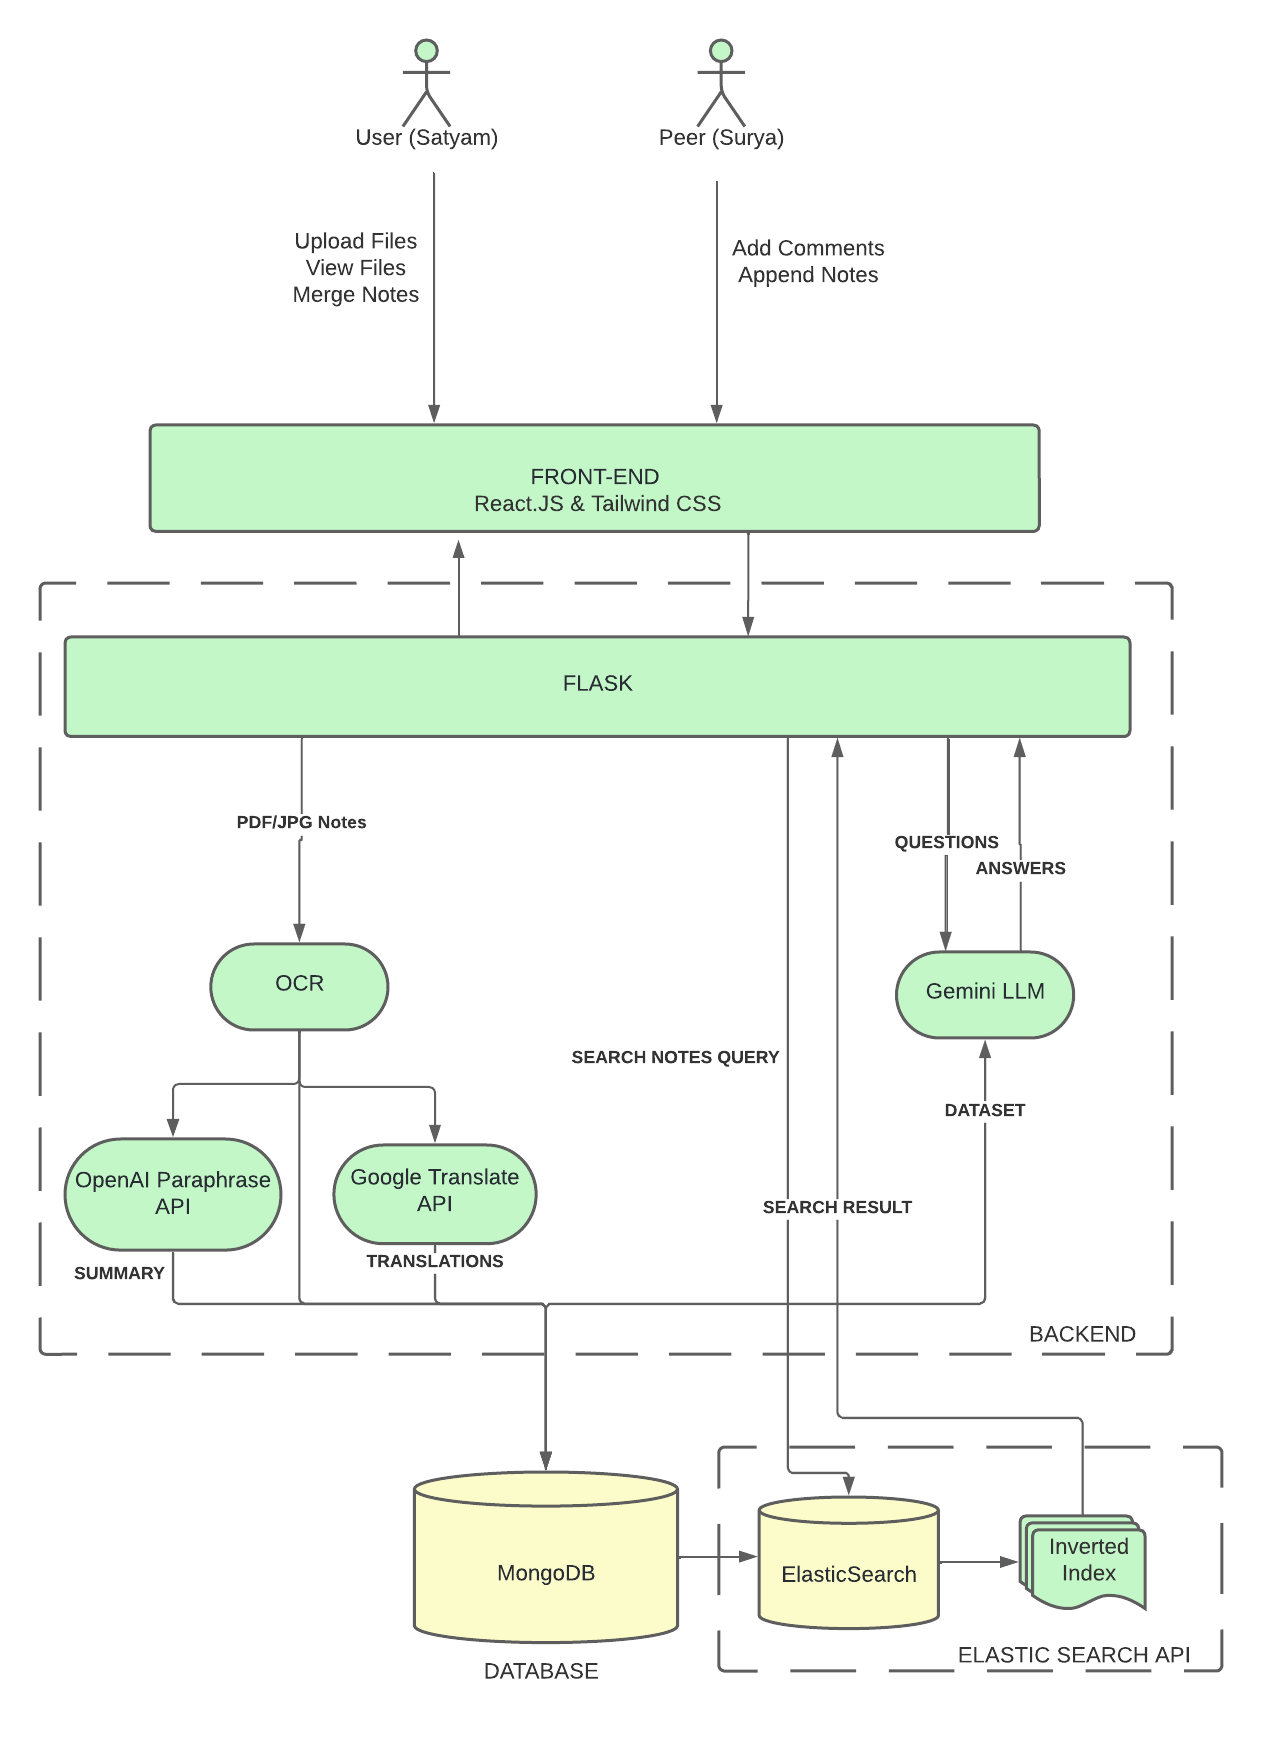 User (Satyam)
Peer (Surya)
Upload Files
View Files
Merge Notes
Add Comments
Append Notes
FRONT-END
React.JS & Tailwind CSS
FLASK
PDF/JPG Notes
QUESTIONS
ANSWERS
OCR
Gemini LLM
SEARCH NOTES QUERY
DATASET
OpenAI Paraphrase
API
Google Translate
API
SEARCH RESULT
SUMMARY
TRANSLATIONS
BACKEND
MongoDB
ElasticSearch
Inverted
Index
DATABASE
ELASTIC SEARCH API